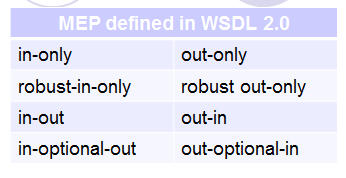 MEP defined in WSDL 2.0
in-only out-only
robust-in-only robust out-only
in-out out-in
in-optional-out out-optional-in